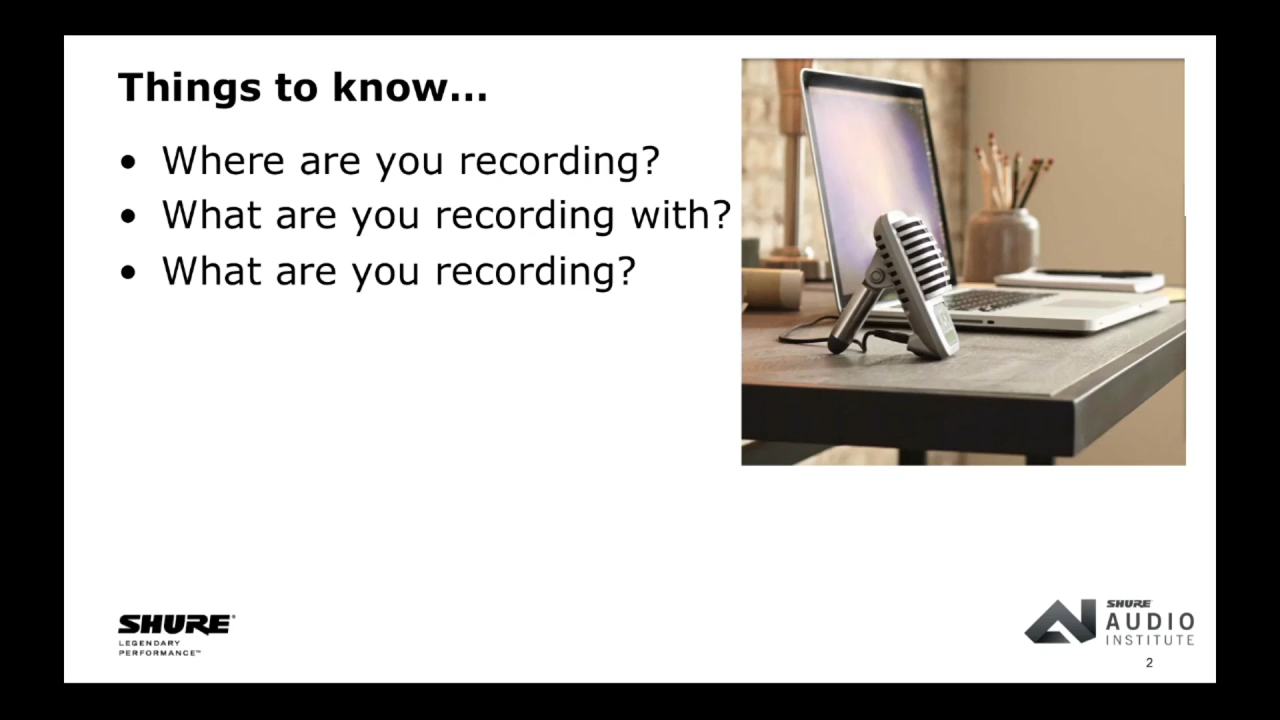 Things to know...
• Where are you recording?
• What are you recording with?
• What are you recording?
SHURE®
LEGENDARY
PERFORMANCE™
SHURE
AUDIO
INSTITUTE
2